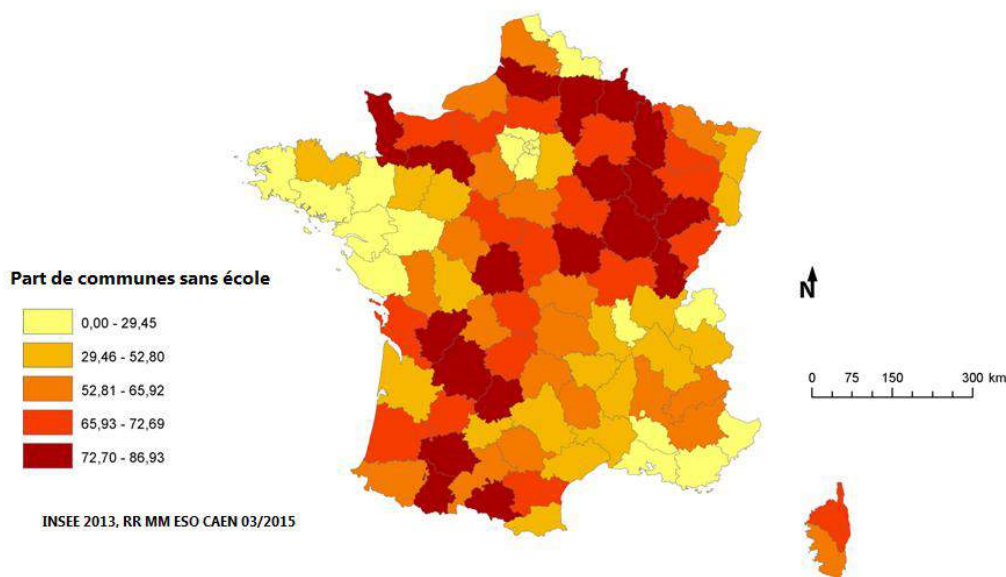 Part de communes sans école
0,00 - 29,45
29,46 - 52,80
52,81 - 65,92
65,93 - 72,69
72,70 - 86,93
INSEE 2013, RR MM ESO CAEN 03/2015
N
0 75 150 300 km